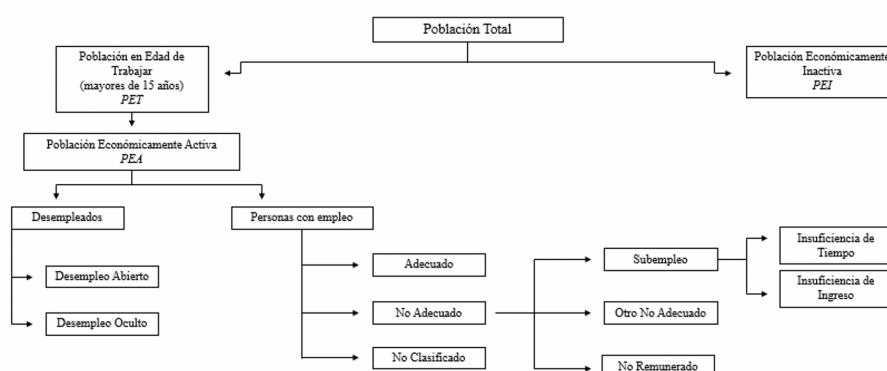 Población Total
Población en Edad de
Trabajar
(mayores de 15 años)
PET
Población Económicamente
Inactiva
PEI
Población Económicamente Activa
PEA
Desempleados
Personas con empleo
Desempleo Abierto
Desempleo Oculto
Adecuado
No Adecuado
No Clasificado
Subempleo
Otro No Adecuado
No Remunerado
Insuficiencia de
Tiempo
Insuficiencia de
Ingreso